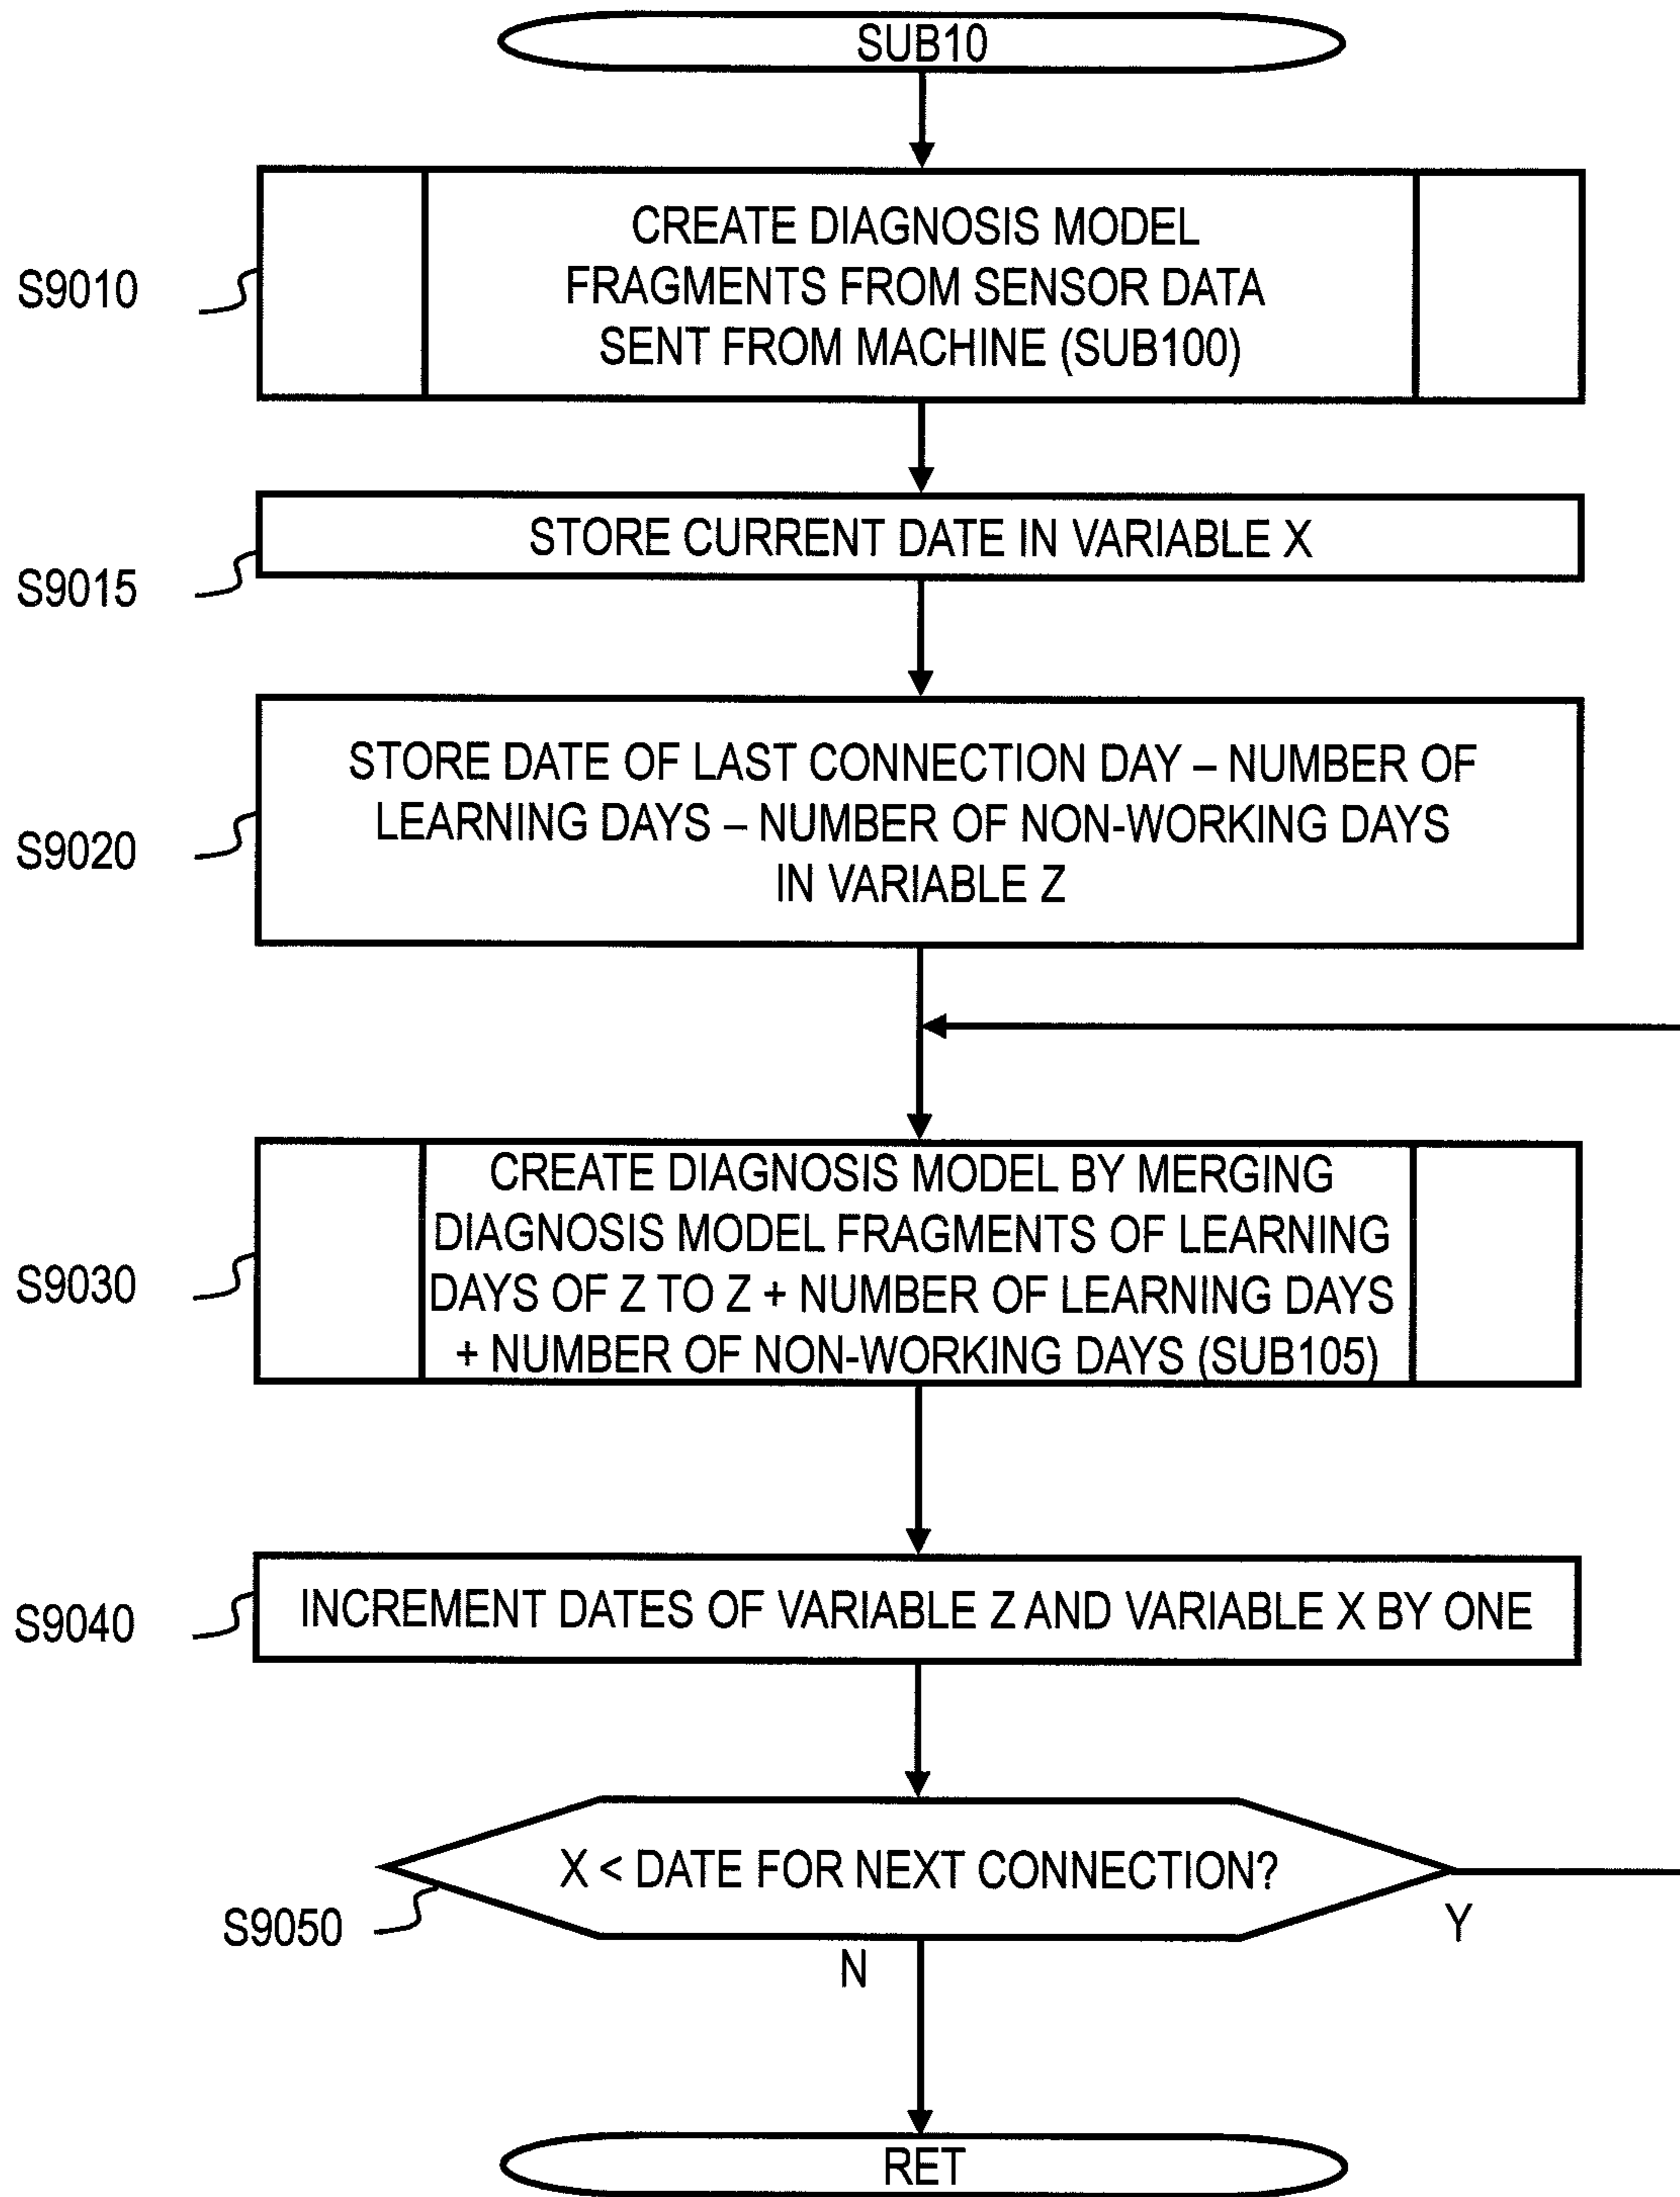 SUB10
S9010
CREATE DIAGNOSIS MODEL
FRAGMENTS FROM SENSOR DATA
SENT FROM MACHINE (SUB100)
S9015
STORE CURRENT DATE IN VARIABLE X
S9020
STORE DATE OF LAST CONNECTION DAY – NUMBER OF
LEARNING DAYS – NUMBER OF NON-WORKING DAYS
IN VARIABLE Z
S9030
CREATE DIAGNOSIS MODEL BY MERGING
DIAGNOSIS MODEL FRAGMENTS OF LEARNING
DAYS OF Z TO Z + NUMBER OF LEARNING DAYS
+ NUMBER OF NON-WORKING DAYS (SUB105)
S9040
INCREMENT DATES OF VARIABLE Z AND VARIABLE X BY ONE
S9050
X < DATE FOR NEXT CONNECTION?
Y
N
RET